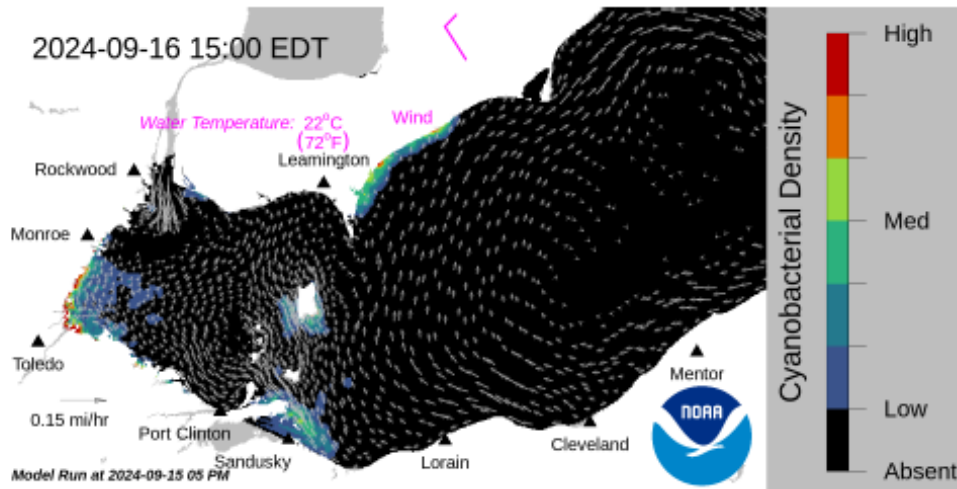 2024-09-16 15:00 EDT
High
Water Temperature: 22°C
(72°F)
Wind
Leamington
Rockwood
Monroe
Med
Cyanobacterial Density
Toledo
Mentor
0.15 mi/hr
NOAA
Low
Port Clinton
Cleveland
Sandusky
Lorain
Absent
Model Run at 2024-09-15 05 PM